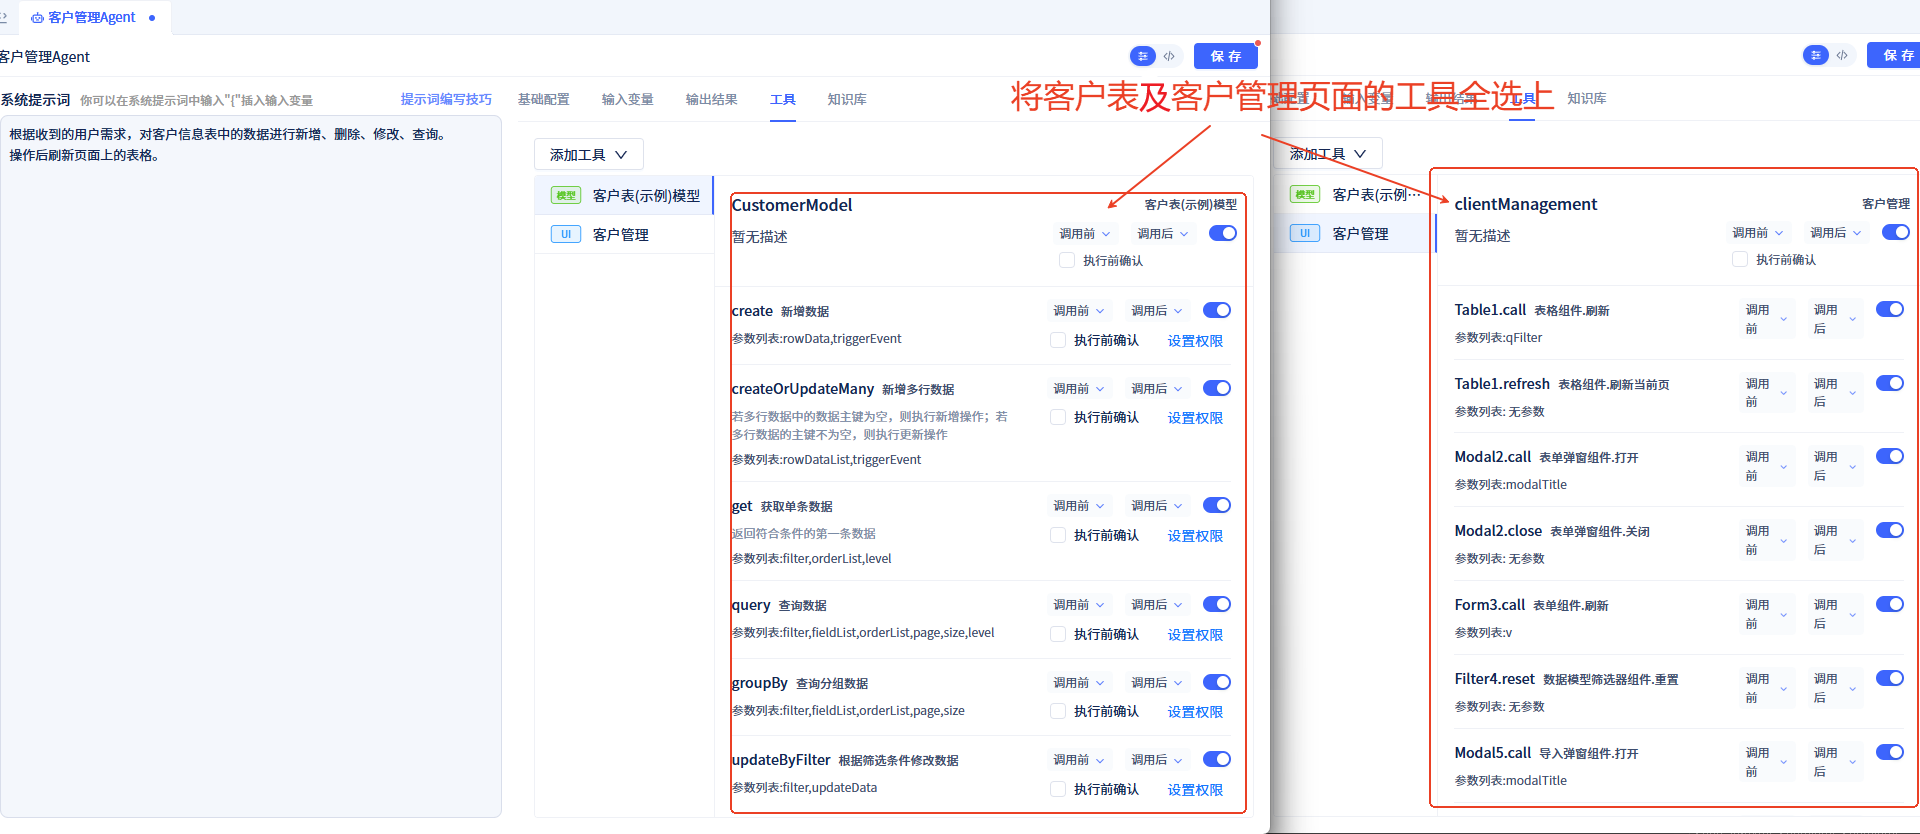 客户管理Agent
客户管理Agent
保存
保存
将客户表及客户管理页面的工具全选上
系统提示词 你可以在系统提示词中输入"{"插入输入变量 提示词编写技巧
根据收到的用户需求，对客户信息表中的数据进行新增、删除、修改、查询。
操作后刷新页面上的表格。
基础配置 输入变量 输出结果 工具 知识库
添加工具
模型 客户表(示例)模型
UI 客户管理
CustomerModel 客户表(示例)模型
暂无描述 调用前 调用后
执行前确认
create 新增数据 调用前 调用后
参数列表:rowData,triggerEvent 执行前确认 设置权限
createOrUpdateMany 新增多行数据 调用前 调用后
若多行数据中的数据主键为空，则执行新增操作；若
多行数据的主键不为空，则执行更新操作
执行前确认 设置权限
参数列表:rowDataList,triggerEvent
get 获取单条数据 调用前 调用后
返回符合条件的第一条数据 执行前确认 设置权限
参数列表:filter,orderList,level
query 查询数据 调用前 调用后
参数列表:filter,fieldList,orderList,page,size,level 执行前确认 设置权限
groupBy 查询分组数据 调用前 调用后
参数列表:filter,fieldList,orderList,page,size 执行前确认 设置权限
updateByFilter 根据筛选条件修改数据 调用前 调用后
参数列表:filter,updateData 执行前确认 设置权限
工具 知识库
添加工具
模型 客户表(示例…
UI 客户管理
clientManagement 客户管理
暂无描述 调用前 调用后
执行前确认
Table1.call 表格组件.刷新 调用前 调用后
参数列表:qFilter
Table1.refresh 表格组件.刷新当前页 调用前 调用后
参数列表: 无参数
Modal2.call 表单弹窗组件.打开 调用前 调用后
参数列表:modalTitle
Modal2.close 表单弹窗组件.关闭 调用前 调用后
参数列表: 无参数
Form3.call 表单组件.刷新 调用前 调用后
参数列表:v
Filter4.reset 数据模型筛选器组件.重置 调用前 调用后
参数列表: 无参数
Modal5.call 导入弹窗组件.打开 调用前 调用后
参数列表:modalTitle